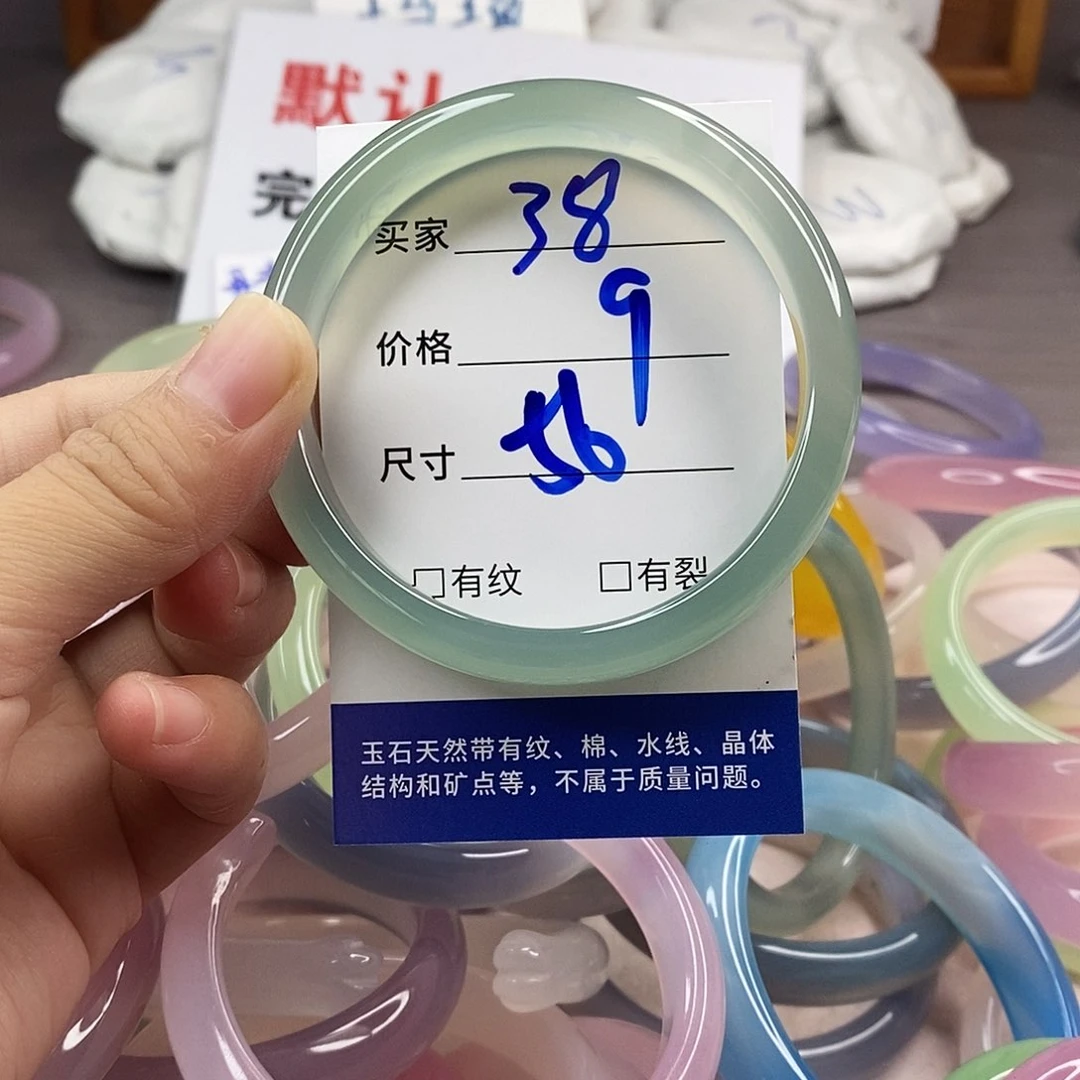 默认
完
买家 38
价格 9
尺寸 56
□有纹 □有裂
玉石天然带有纹、棉、水线、晶体
结构和矿点等，不属于质量问题。